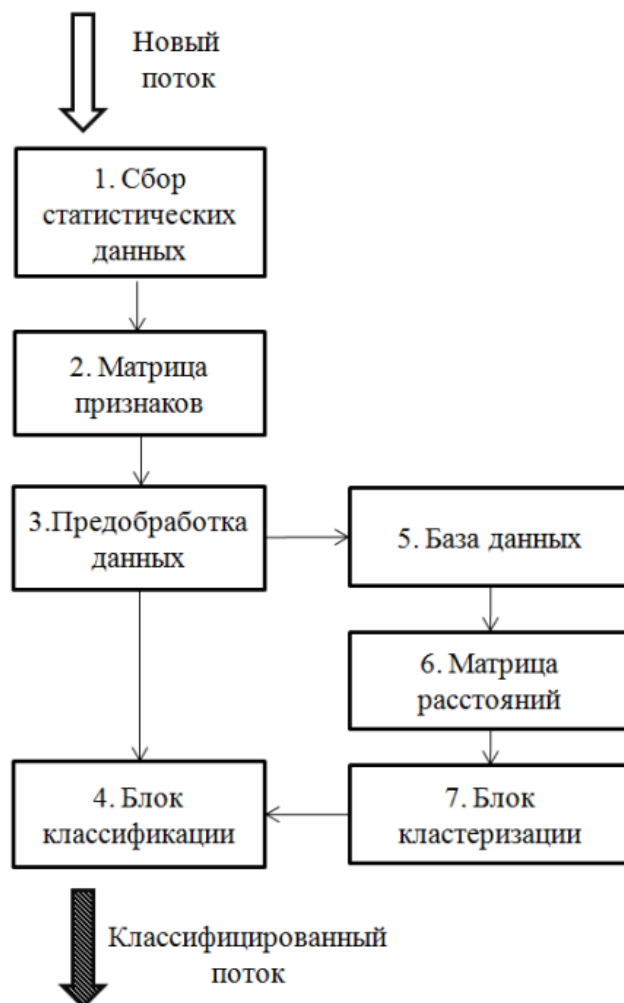 Новый
поток
1. Сбор
статистических
данных
2. Матрица
признаков
3.Предобработка
данных
5. База данных
6. Матрица
расстояний
4. Блок
классификации
7. Блок
кластеризации
Классифицированный
поток